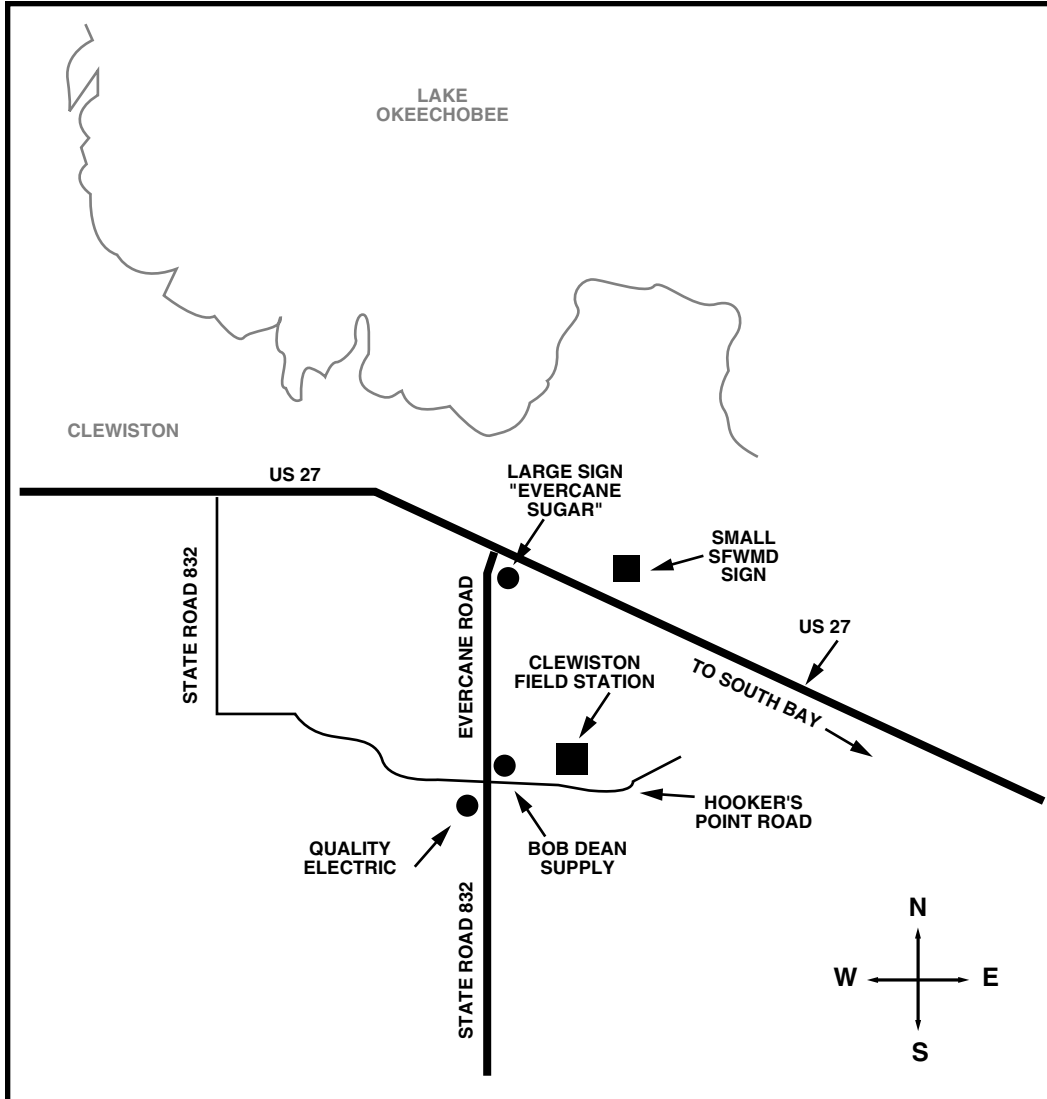 LAKE
OKEECHOBEE
CLEWISTON
US 27
LARGE SIGN
"EVERCANE
SUGAR"
SMALL
SFWMD
SIGN
STATE ROAD 832
EVERCANE ROAD
US 27
CLEWISTON
FIELD STATION
TO SOUTH BAY
HOOKER'S
POINT ROAD
QUALITY
ELECTRIC
BOB DEAN
SUPPLY
STATE ROAD 832
N
W
E
S